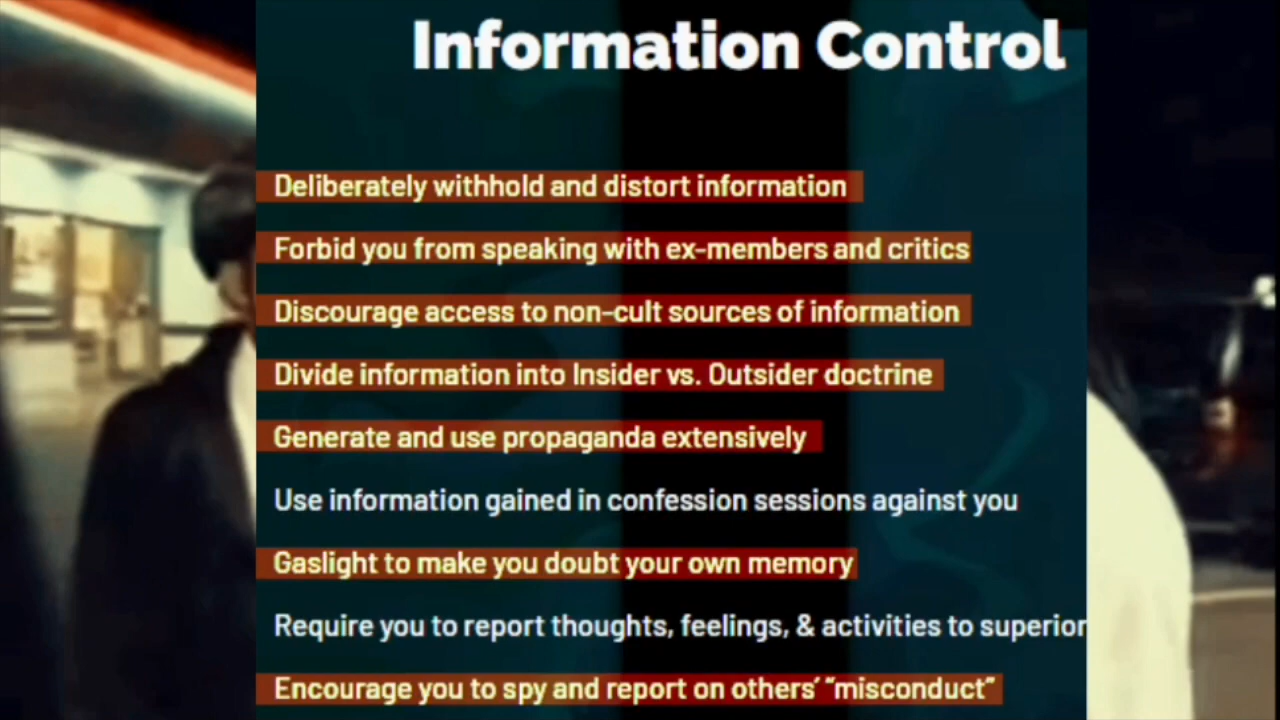 Information Control
Deliberately withhold and distort information
Forbid you from speaking with ex-members and critics
Discourage access to non-cult sources of information
Divide information into Insider vs. Outsider doctrine
Generate and use propaganda extensively
Use information gained in confession sessions against you
Gaslight to make you doubt your own memory
Require you to report thoughts, feelings, & activities to superior
Encourage you to spy and report on others’ “misconduct”